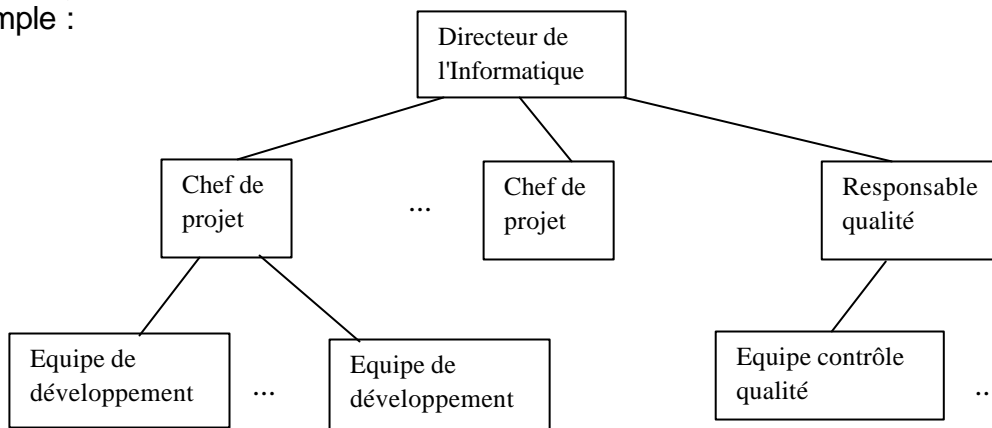 mple :
Directeur de
l'Informatique
Chef de
projet
...
Chef de
projet
Responsable
qualité
Equipe de
développement
...
Equipe de
développement
Equipe contrôle
qualité
...